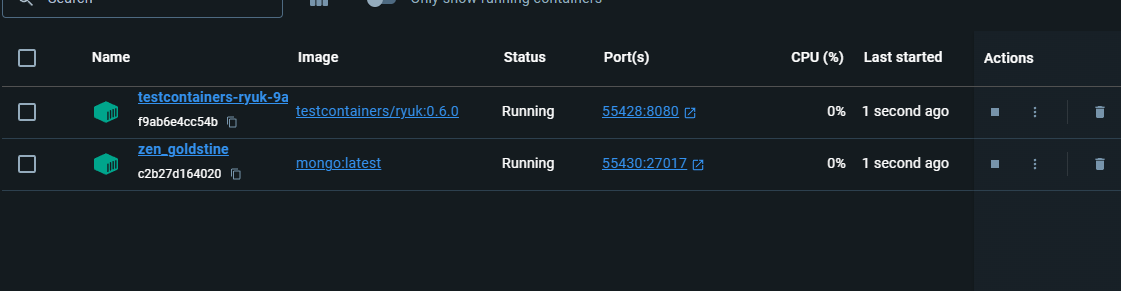 Search Only show running containers
Name Image Status Port(s) CPU (%) Last started Actions
testcontainers-ryuk-9a
f9ab6e4cc54b
testcontainers/ryuk:0.6.0 Running 55428:8080 0% 1 second ago
zen_goldstine
c2b27d164020
mongo:latest Running 55430:27017 0% 1 second ago